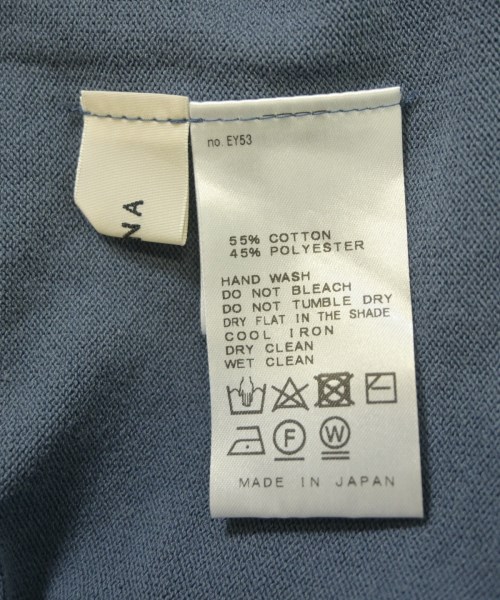 no. EY53
NA
55% COTTON
45% POLYESTER
HAND WASH
DO NOT BLEACH
DO NOT TUMBLE DRY
DRY FLAT IN THE SHADE
COOL IRON
DRY CLEAN
WET CLEAN
F W
MADE IN JAPAN